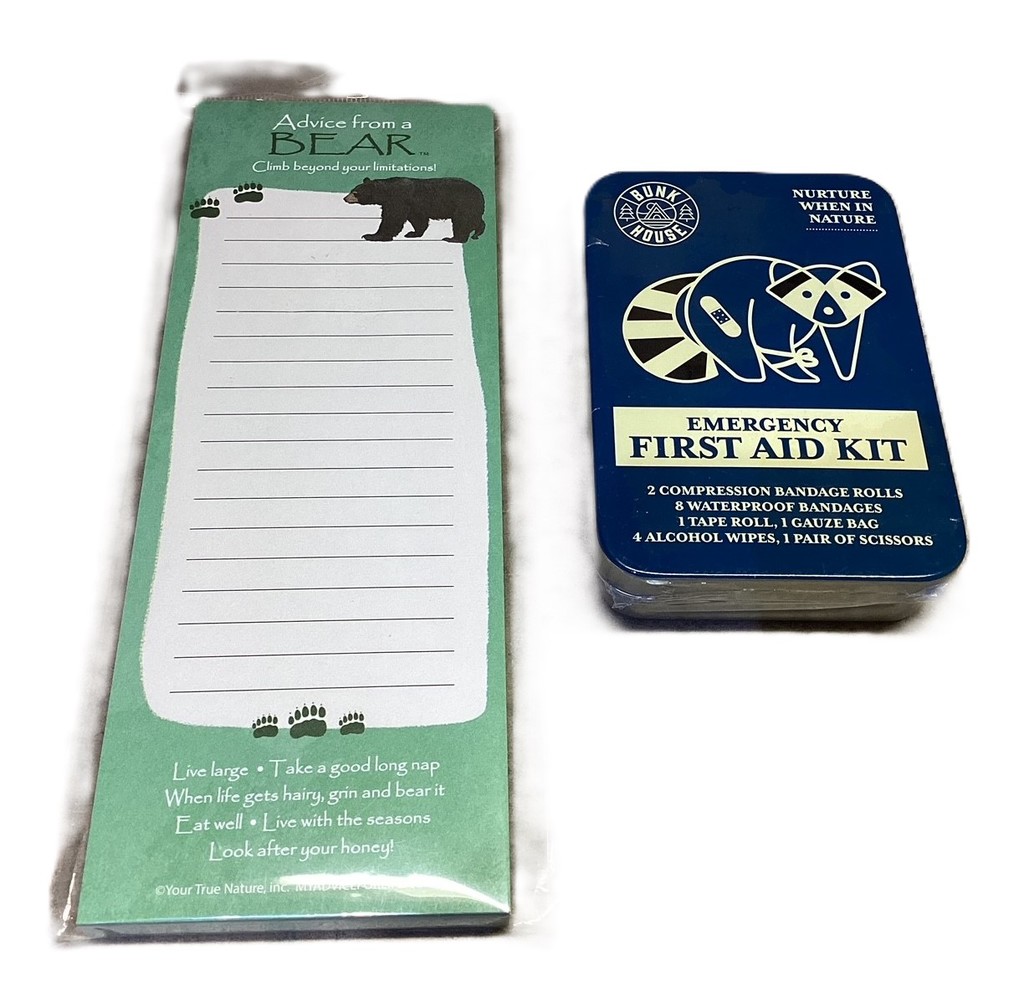 Advice from a
BEAR™
Climb beyond your limitations!
Live large • Take a good long nap
When life gets hairy, grin and bear it
Eat well • Live with the seasons
Look after your honey!
©Your True Nature, Inc.
BUNK
HOUSE
NURTURE
WHEN IN
NATURE
EMERGENCY
FIRST AID KIT
2 COMPRESSION BANDAGE ROLLS
8 WATERPROOF BANDAGES
1 TAPE ROLL, 1 GAUZE BAG
4 ALCOHOL WIPES, 1 PAIR OF SCISSORS